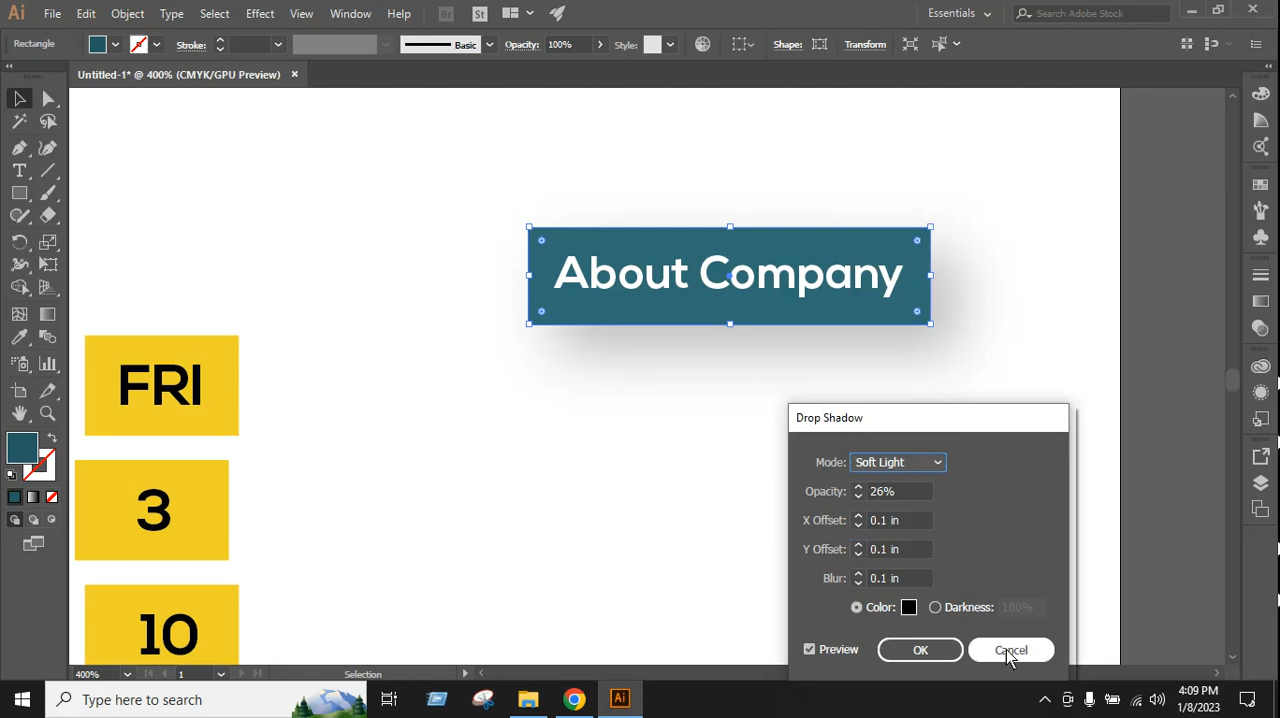 Ai File Edit Object Type Select Effect View Window Help Br St Essentials Search Adobe Stock
Rectangle Stroke: Basic Opacity: 100% Style: Shape: Transform
Untitled-1* @ 400% (CMYK/GPU Preview)
About Company
FRI
3
10
Drop Shadow
Mode: Soft Light
Opacity: 26%
X Offset: 0.1 in
Y Offset: 0.1 in
Blur: 0.1 in
Color: Darkness: 100%
Preview OK Cancel
400% 1 Selection
Type here to search Ai 4:09 PM
1/8/2023